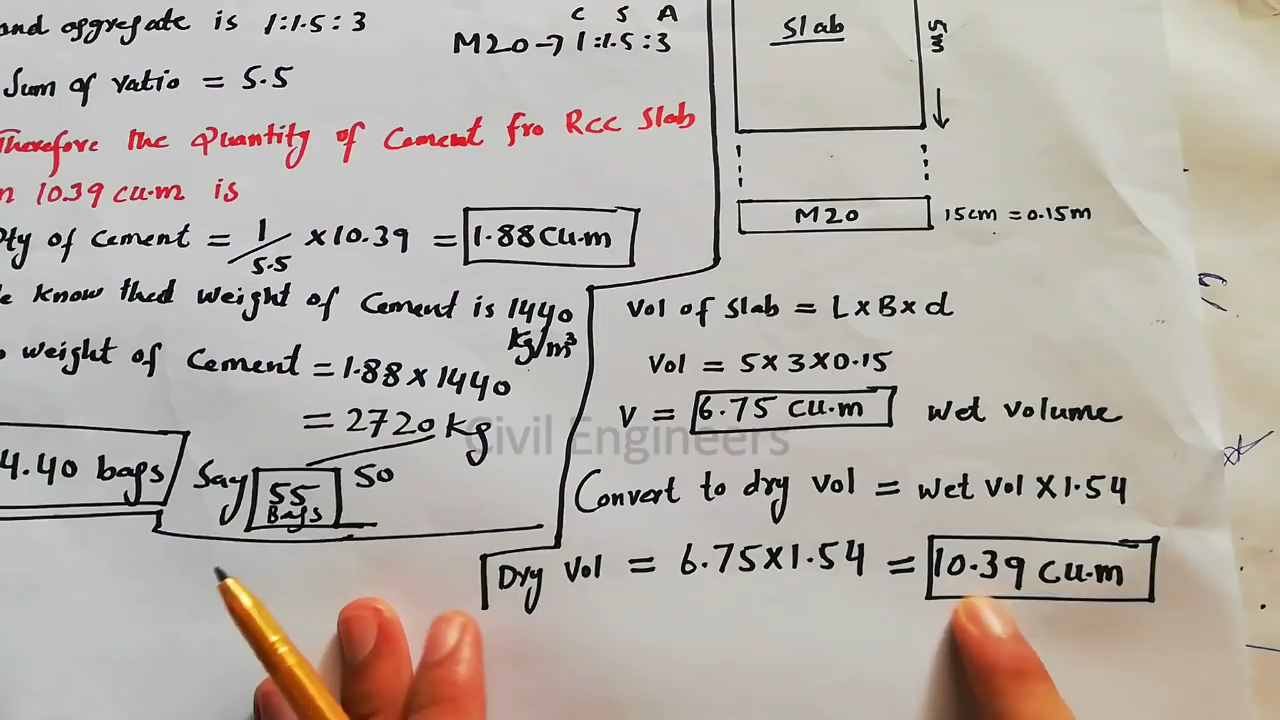 and aggregate is 1:1.5:3
C S A
M20→ 1:1.5:3
Sum of ratio = 5.5
Therefore the Quantity of Cement fro RCC Slab
n 10.39 cu.m is
Qty of Cement = 1/5.5 × 10.39 = 1.88 Cu.m
e know thed weight of Cement is 1440 kg/m³
o weight of Cement = 1.88 × 1440
= 2720 kg
50
4.40 bags Say 55 Bags
Slab
5m
M20 15cm = 0.15m
Vol of Slab = L×B×d
Vol = 5×3×0.15
V = 6.75 cu.m wet volume
Convert to dry vol = wet vol × 1.54
Dry Vol = 6.75×1.54 = 10.39 cu.m
Civil Engineers